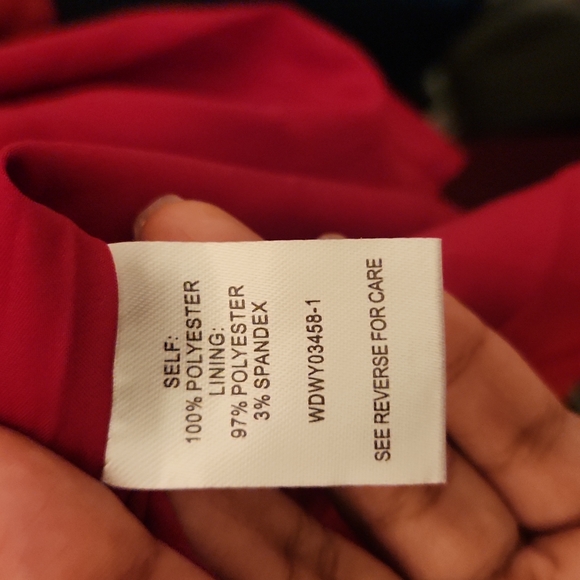 SELF:
100% POLYESTER
LINING:
97% POLYESTER
3% SPANDEX
WDWY03458-1
SEE REVERSE FOR CARE